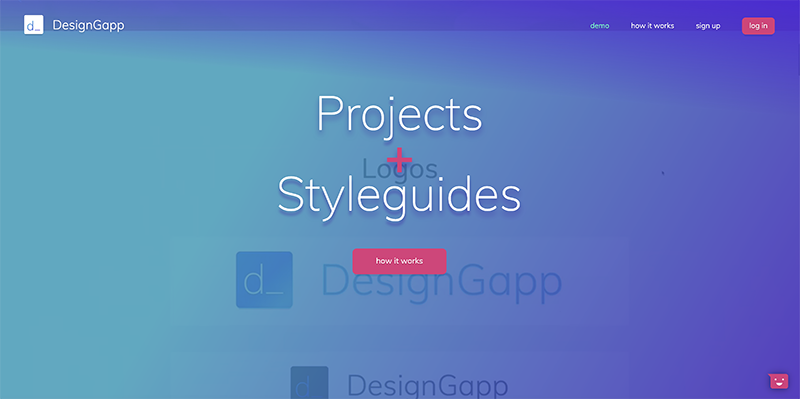 d_ DesignGapp demo how it works sign up log in
Projects
+
Logos
Styleguides
how it works
d_ DesignGapp
d_ DesignGapp